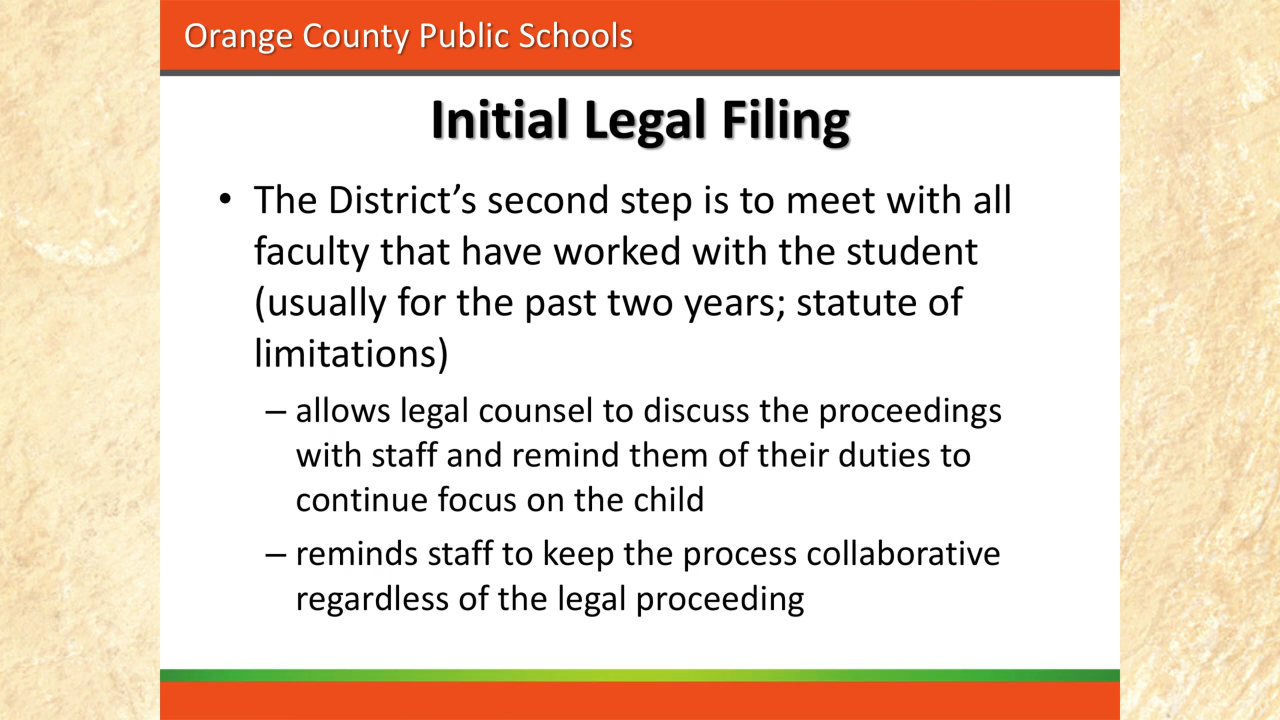 Orange County Public Schools
Initial Legal Filing
• The District’s second step is to meet with all
faculty that have worked with the student
(usually for the past two years; statute of
limitations)
– allows legal counsel to discuss the proceedings
with staff and remind them of their duties to
continue focus on the child
– reminds staff to keep the process collaborative
regardless of the legal proceeding